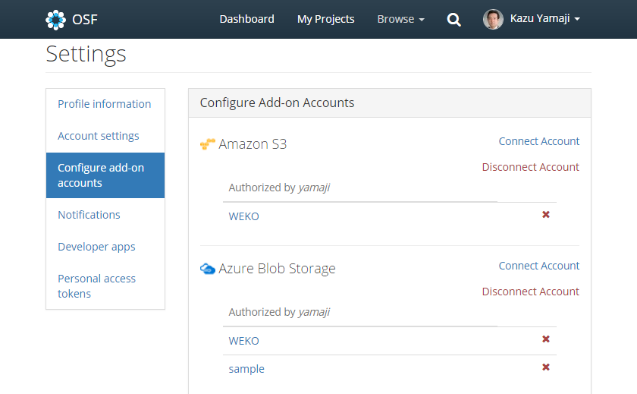 OSF Dashboard My Projects Browse Kazu Yamaji
Settings
Profile information
Account settings
Configure add-on
accounts
Notifications
Developer apps
Personal access
tokens
Configure Add-on Accounts
Amazon S3 Connect Account
Disconnect Account
Authorized by yamaji
WEKO
Azure Blob Storage Connect Account
Disconnect Account
Authorized by yamaji
WEKO
sample